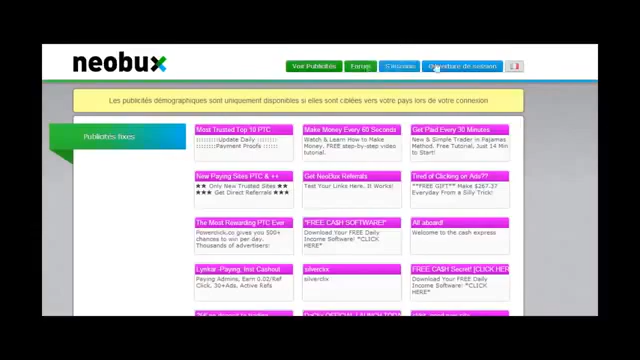 neobux
Voir Publicités
Forum
S'inscrire
Ouverture de session
Les publicités démographiques sont uniquement disponibles si elles sont ciblées vers votre pays lors de votre connexion
Publicités fixes
Most Trusted Top 10 PTC
:::::::::Update Daily :::::::::
:::::::::Payment Proofs :::::::::
Make Money Every 60 Seconds
Watch & Learn How to Make
Money. FREE step-by-step video
tutorial.
Get Paid Every 30 Minutes
New & Simple Trader in Pajamas
Method. Free Tutorial, Just 14 min
to Start!
New Paying Sites PTC & ++
★★ Only New Trusted Sites ★★
★★★ Get Direct Referrals ★★★
Get NeoBux Referrals
Test Your Links Here. It Works!
Tired of Clicking on Ads??
**FREE GIFT** Make $267.37
Everyday From a Silly Trick:
The Most Rewarding PTC Ever
Powerclick.co gives you 500+
chances to win per day.
Thousands of advertisers:
"FREE CA$H SOFTWARE!"
Download Your FREE Daily
Income Software! *CLICK
HERE*
All aboard!
Welcome to the cash express
Lynkar -Payng, Inst Cashout
Paying Admins, Earn 0.02/Ref
Click, 30+Ads, Active Refs
silverclix
silverclix
FREE CA$H Secret! [CLICK HER
Download Your FREE Daily
Income Software! *CLICK
HERE*